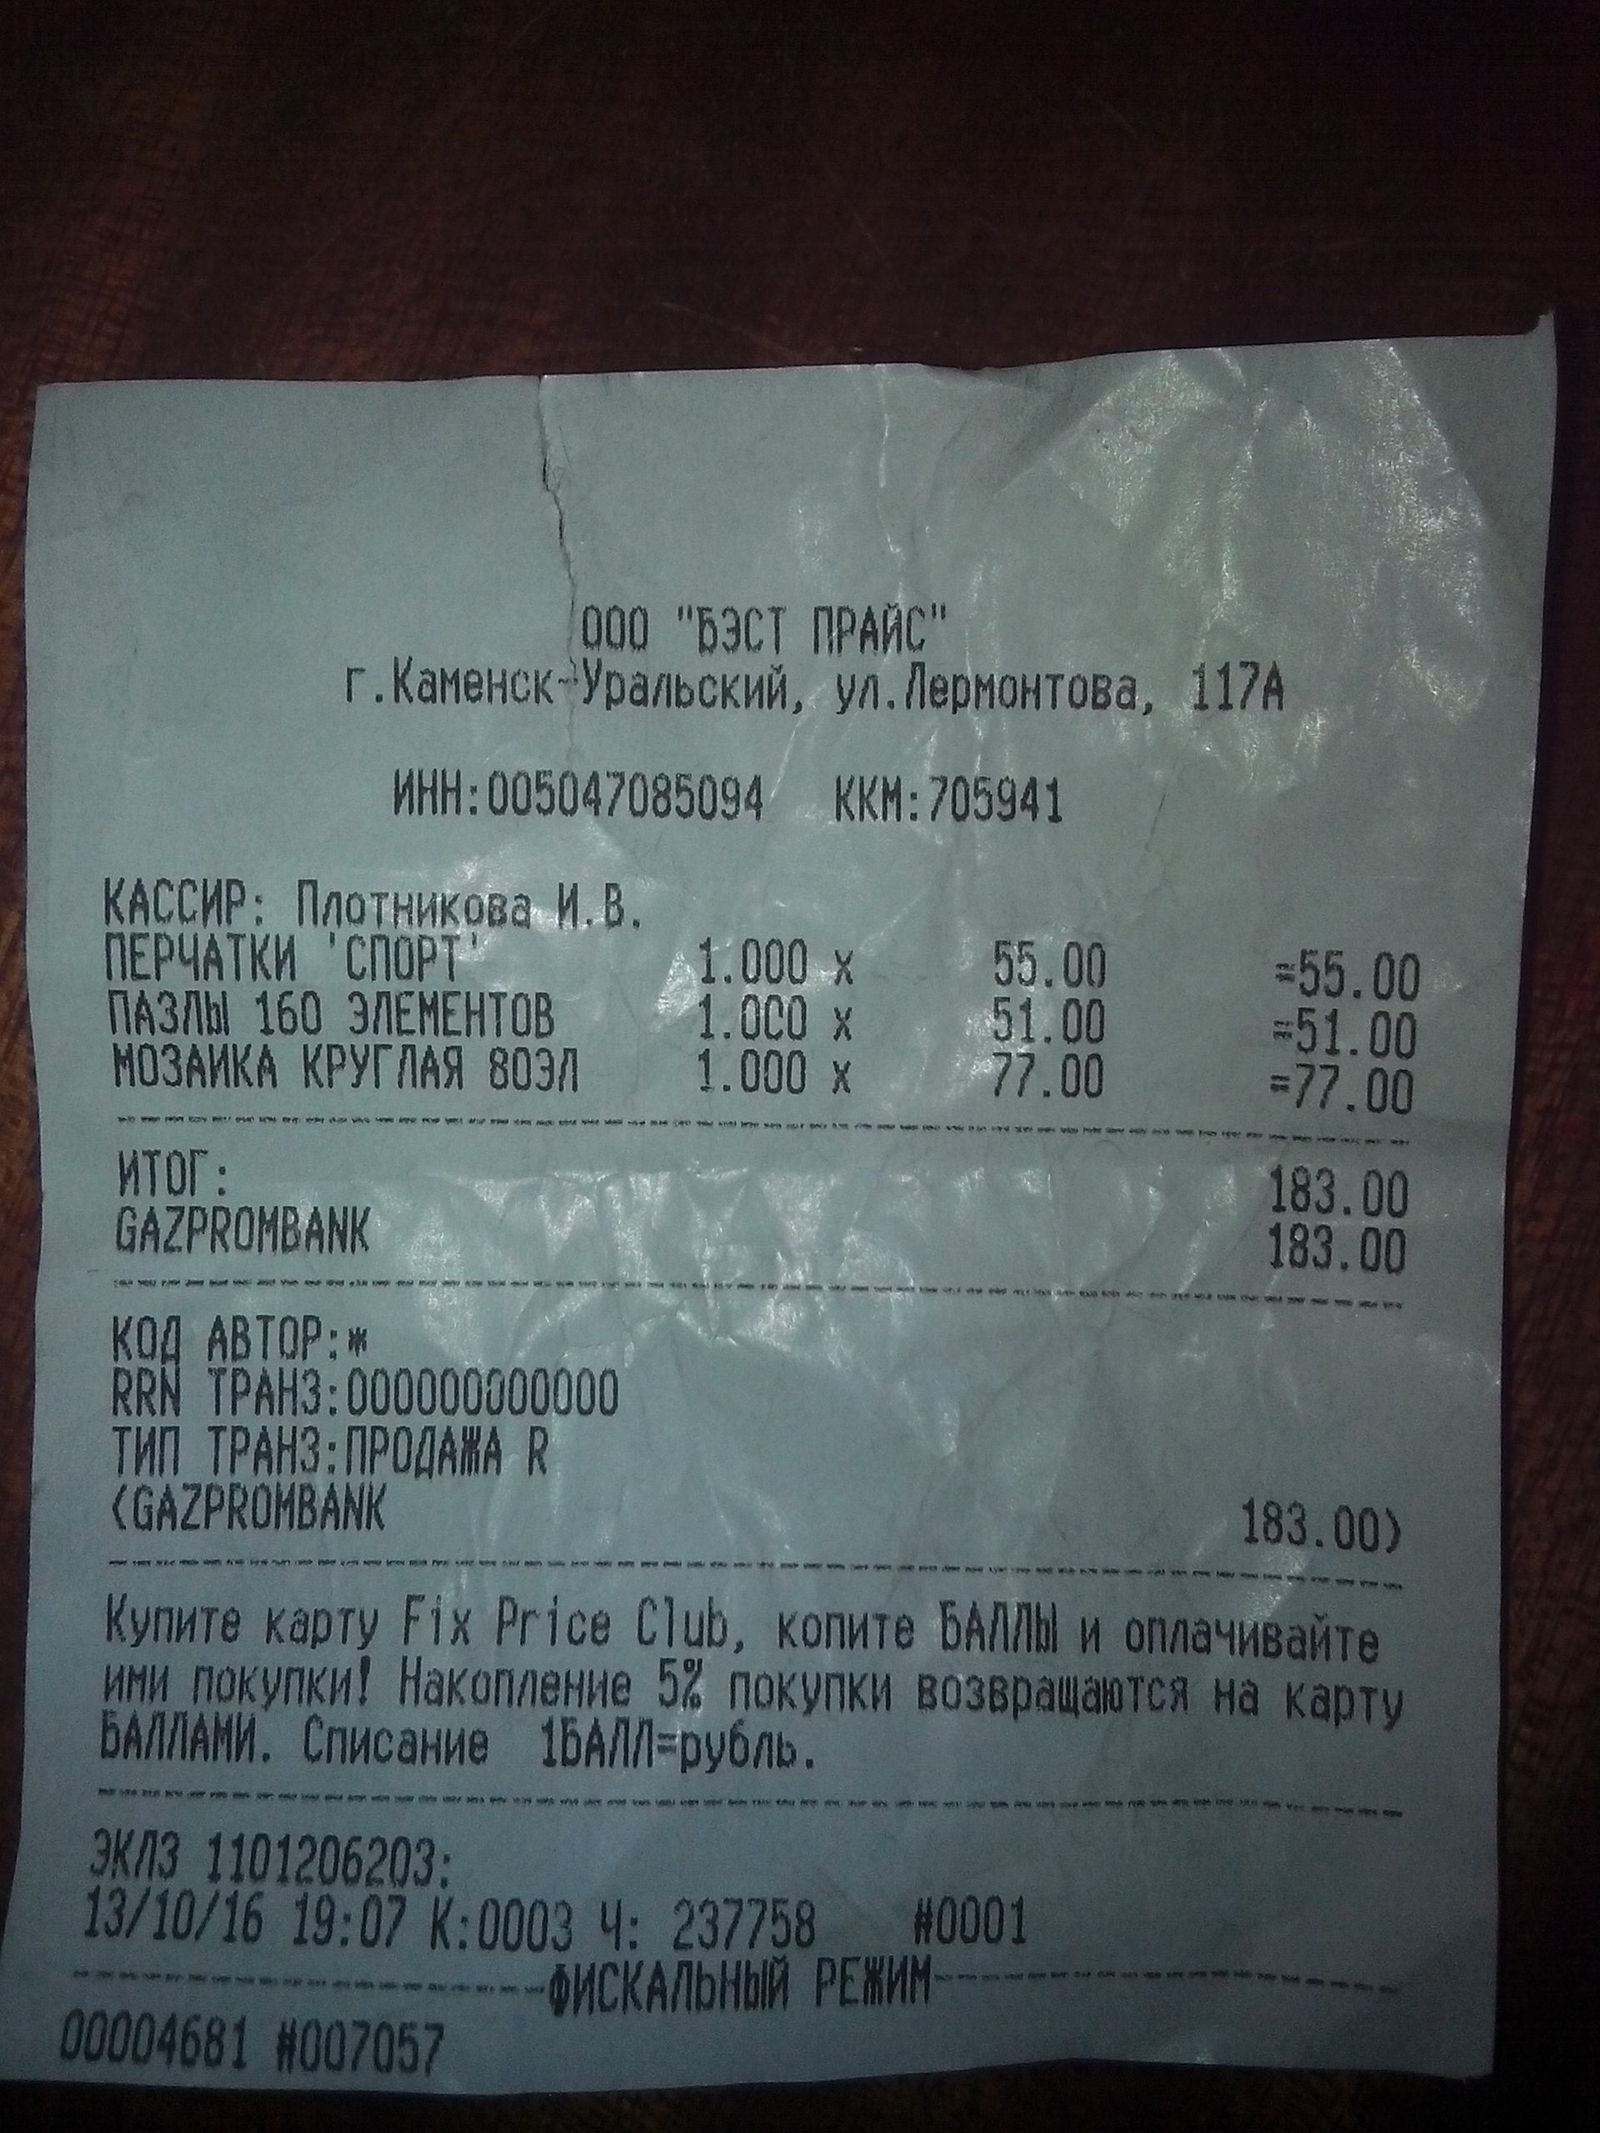 ООО "БЭСТ ПРАЙС"
г.Каменск-Уральский, ул.Лермонтова, 117А
ИНН:005047085094 ККМ:705941
КАССИР: Плотникова И.В.
ПЕРЧАТКИ 'СПОРТ' 1.000 x 55.00 =55.00
ПАЗЛЫ 160 ЭЛЕМЕНТОВ 1.000 x 51.00 =51.00
МОЗАИКА КРУГЛАЯ 80ЭЛ 1.000 x 77.00 =77.00
ИТОГ: 183.00
GAZPROMBANK 183.00
КОД АВТОР:*
RRN ТРАНЗ:000000000000
ТИП ТРАНЗ:ПРОДАЖА R
(GAZPROMBANK 183.00)
Купите карту Fix Price Club, копите БАЛЛЫ и оплачивайте
ими покупки! Накопление 5% покупки возвращаются на карту
БАЛЛАМИ. Списание 1БАЛЛ=рубль.
ЭКЛЗ 1101206203:
13/10/16 19:07 К:0003 Ч: 237758 #0001
ФИСКАЛЬНЫЙ РЕЖИМ
00004681 #007057